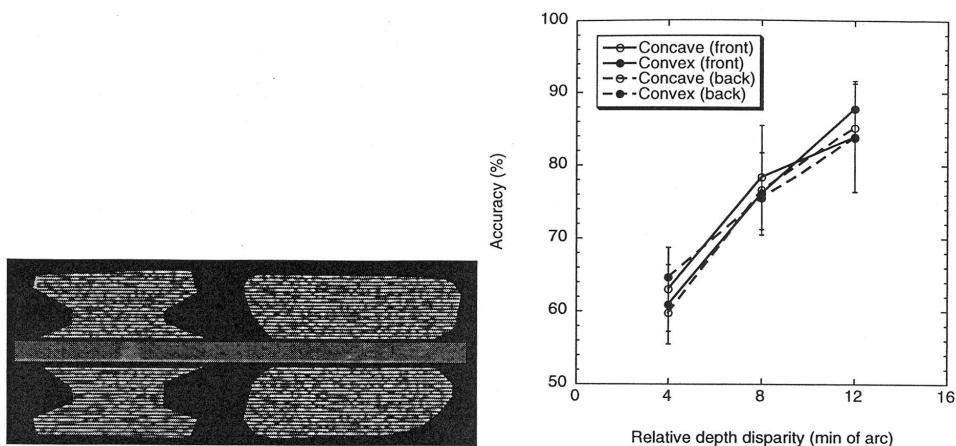 100
90
80
70
60
50
Accuracy (%)
Concave (front)
Convex (front)
Concave (back)
Convex (back)
0 4 8 12 16
Relative depth disparity (min of arc)